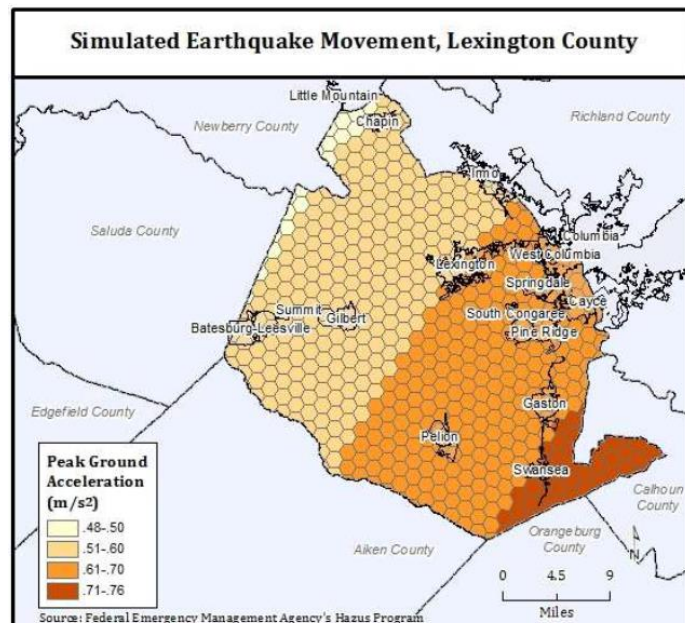 Simulated Earthquake Movement, Lexington County
Little Mountain
Newberry County
Chapin
Richland County
Irmo
Saluda County
Columbia
West Columbia
Lexington
Springdale
Cayce
Summit
Gilbert
South Congaree
Batesburg-Leesville
Pine Ridge
Edgefield County
Gaston
Pelion
Peak Ground
Acceleration
(m/s2)
.48-.50
.51-.60
.61-.70
.71-.76
Swansea
Calhoun
County
Orangeburg
County
Aiken County
N
0 4.5 9
Miles
Source: Federal Emergency Management Agency's Hazus Program